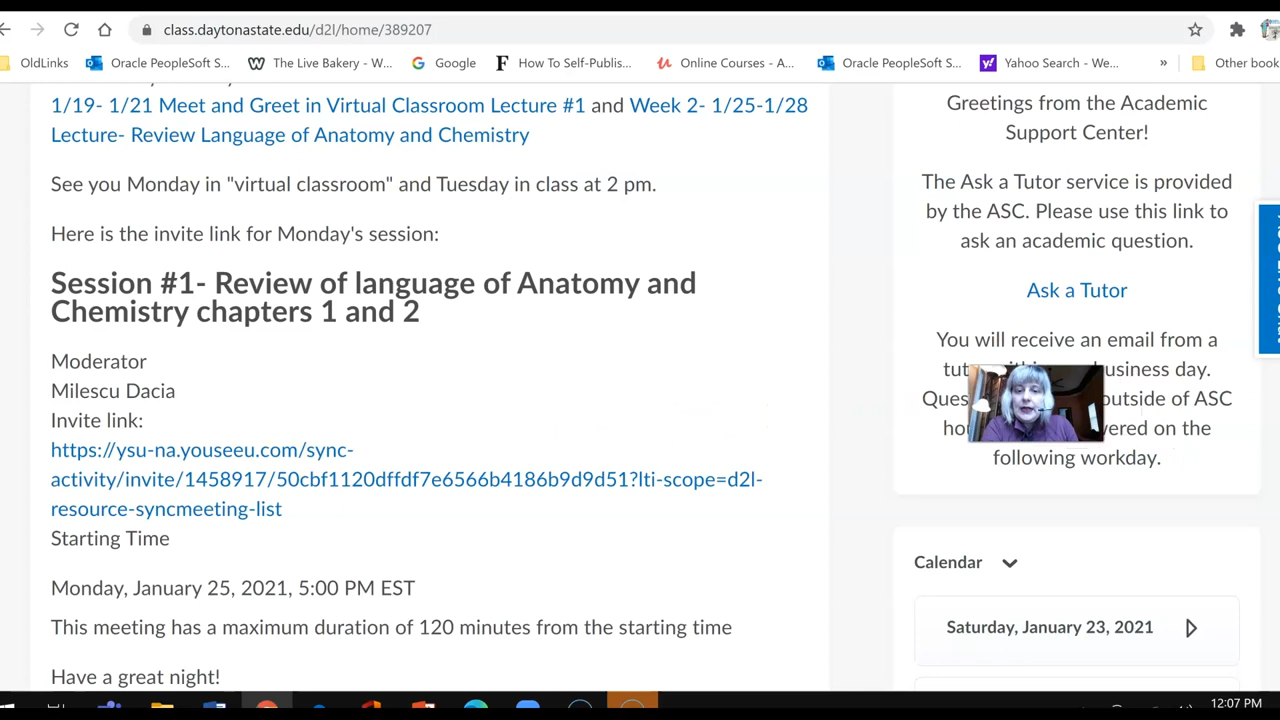 class.daytonastate.edu/d2l/home/389207
OldLinks Oracle PeopleSoft S... The Live Bakery - W... Google How To Self-Publis... Online Courses - A... Oracle PeopleSoft S... Yahoo Search - We... » Other book
1/19- 1/21 Meet and Greet in Virtual Classroom Lecture #1 and Week 2- 1/25-1/28
Lecture- Review Language of Anatomy and Chemistry
See you Monday in "virtual classroom" and Tuesday in class at 2 pm.
Here is the invite link for Monday's session:
Session #1- Review of language of Anatomy and
Chemistry chapters 1 and 2
Moderator
Milescu Dacia
Invite link:
https://ysu-na.youseeu.com/sync-
activity/invite/1458917/50cbf1120dffdf7e6566b4186b9d9d51?lti-scope=d2l-
resource-syncmeeting-list
Starting Time
Monday, January 25, 2021, 5:00 PM EST
This meeting has a maximum duration of 120 minutes from the starting time
Have a great night!
Greetings from the Academic
Support Center!
The Ask a Tutor service is provided
by the ASC. Please use this link to
ask an academic question.
Ask a Tutor
You will receive an email from a
business day.
outside of ASC
on the
following workday.
Calendar
Saturday, January 23, 2021
12:07 PM